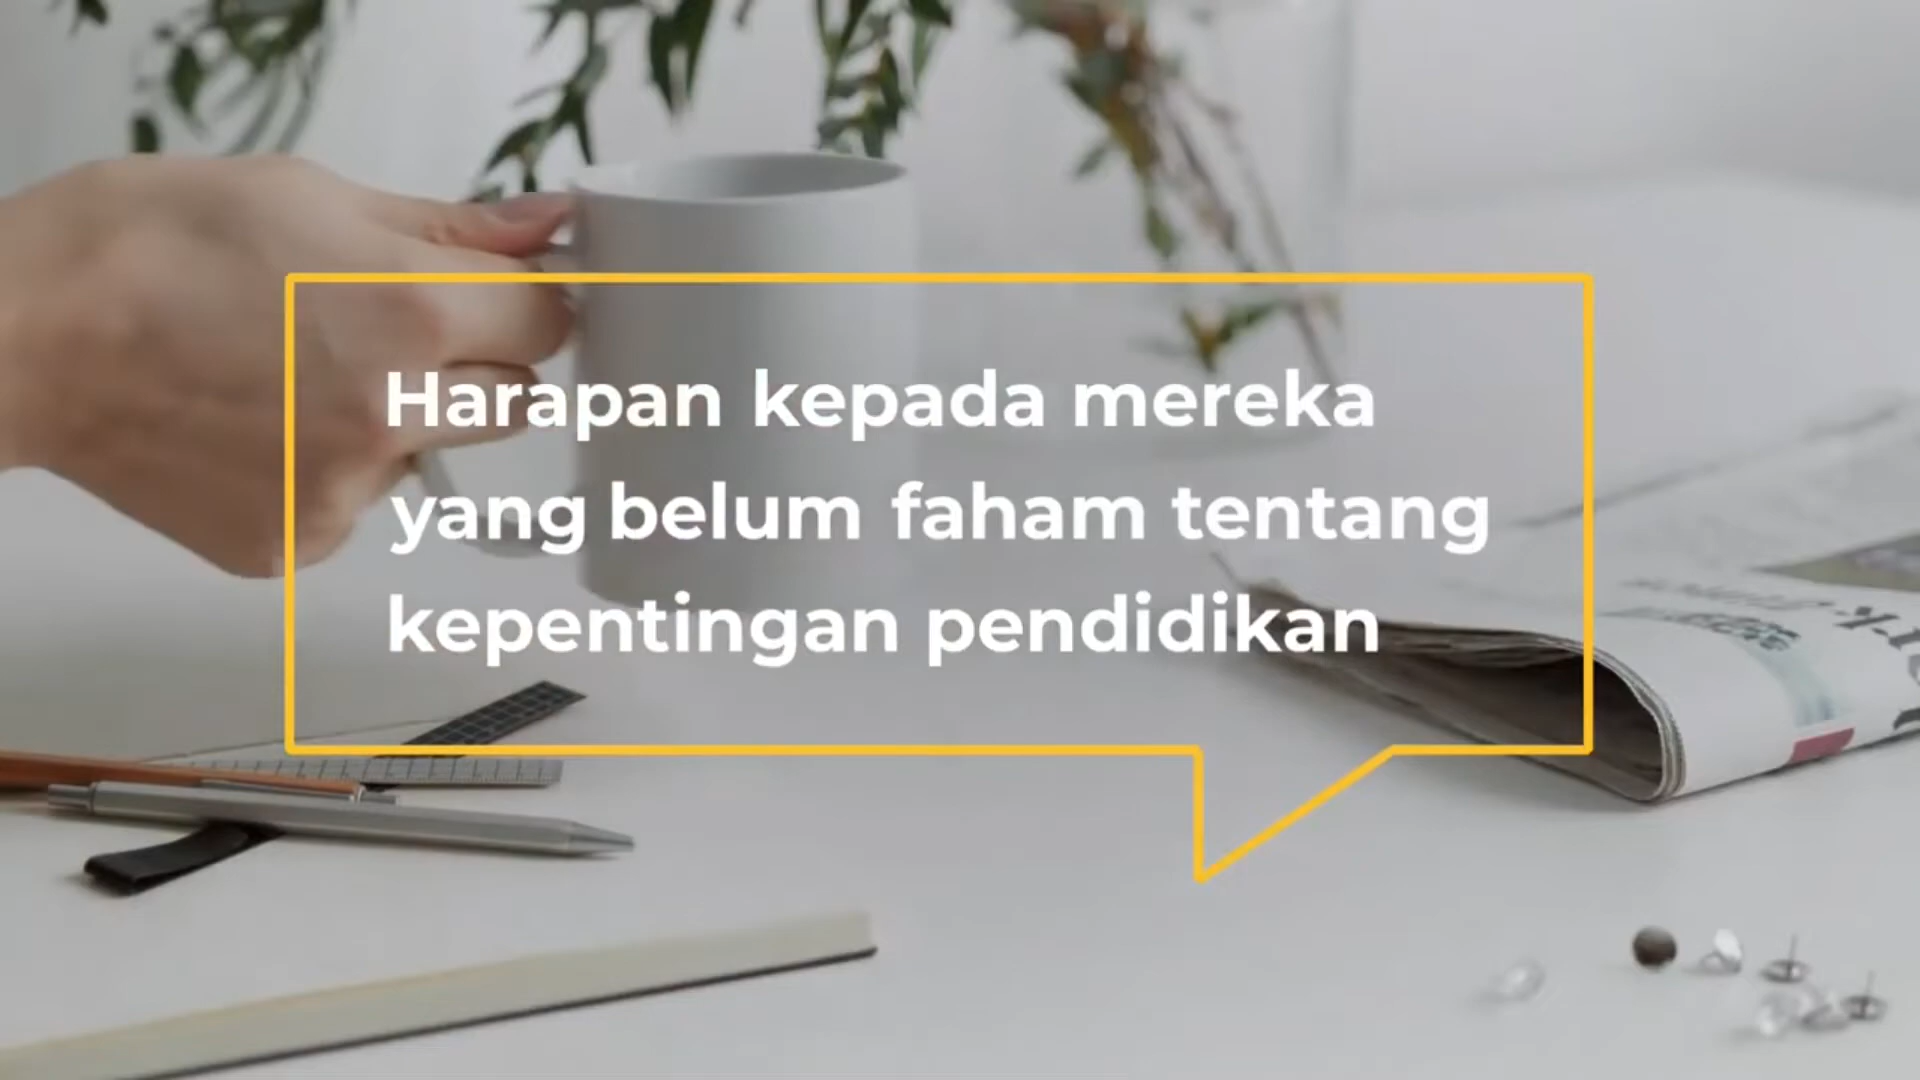 Harapan kepada mereka
yang belum faham tentang
kepentingan pendidikan